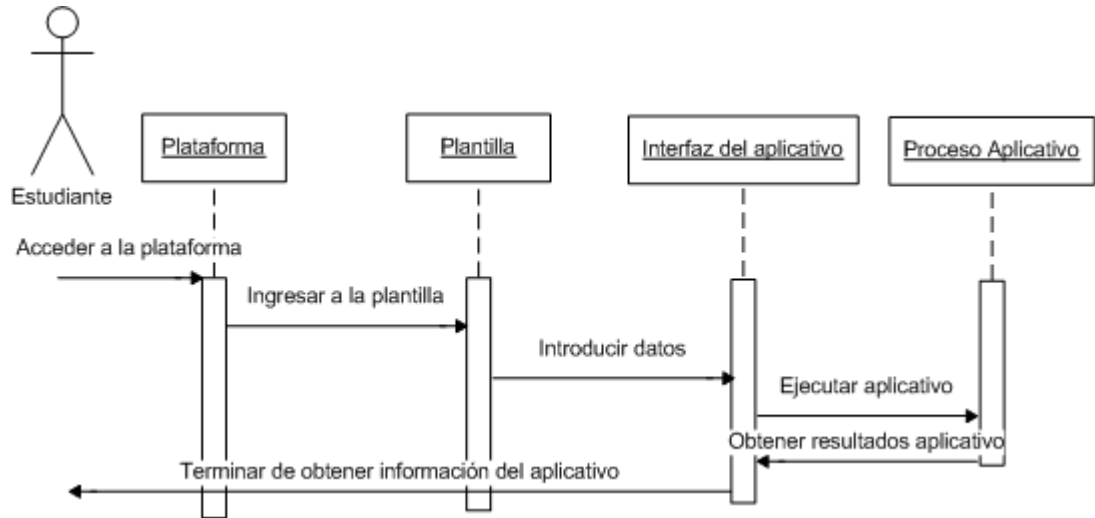 Plataforma
Plantilla
Interfaz del aplicativo
Proceso Aplicativo
Estudiante
Acceder a la plataforma
Ingresar a la plantilla
Introducir datos
Ejecutar aplicativo
Obtener resultados aplicativo
Terminar de obtener información del aplicativo